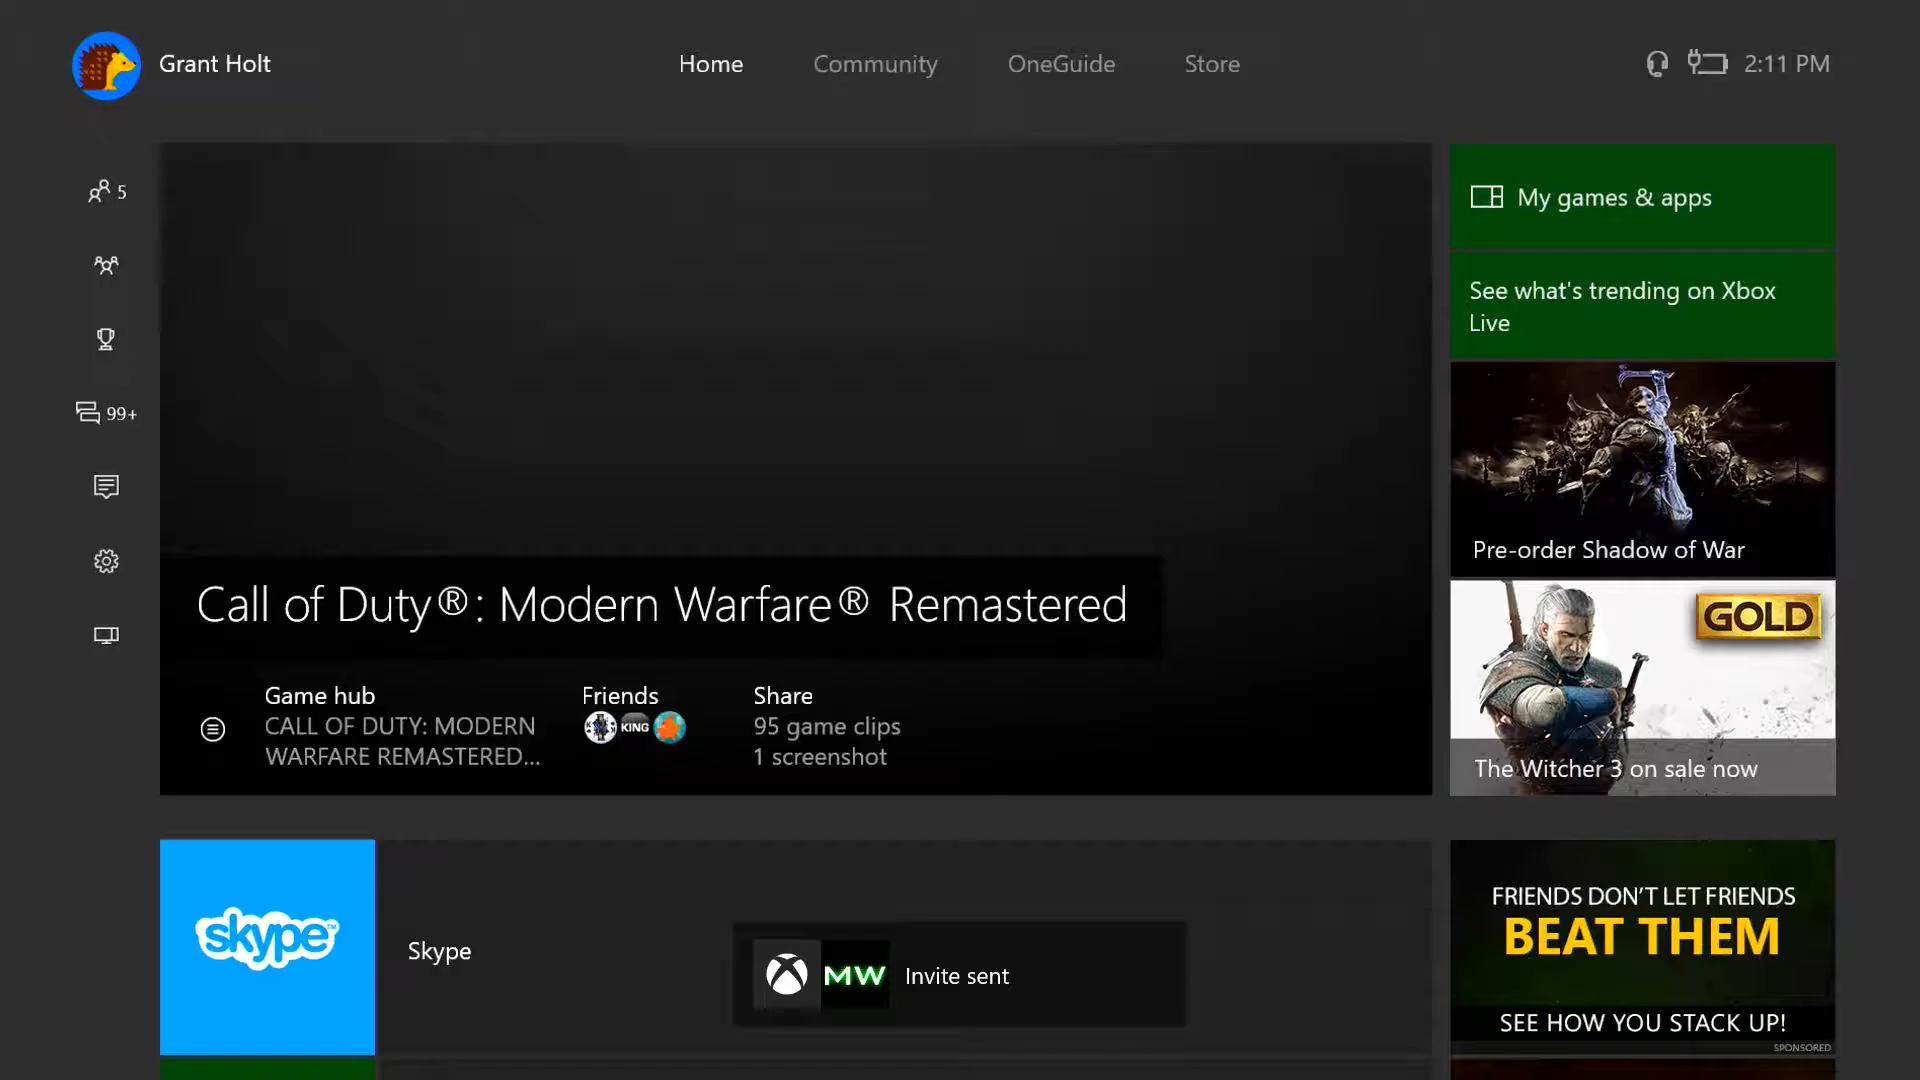 Grant Holt
Home
Community
OneGuide
Store
2:11 PM
5
99+
Call of Duty®: Modern Warfare® Remastered
Game hub
CALL OF DUTY: MODERN
WARFARE REMASTERED...
Friends
KING
Share
95 game clips
1 screenshot
My games & apps
See what's trending on Xbox
Live
Pre-order Shadow of War
GOLD
The Witcher 3 on sale now
skype™
Skype
MW
Invite sent
FRIENDS DON'T LET FRIENDS
BEAT THEM
SEE HOW YOU STACK UP!
SPONSORED